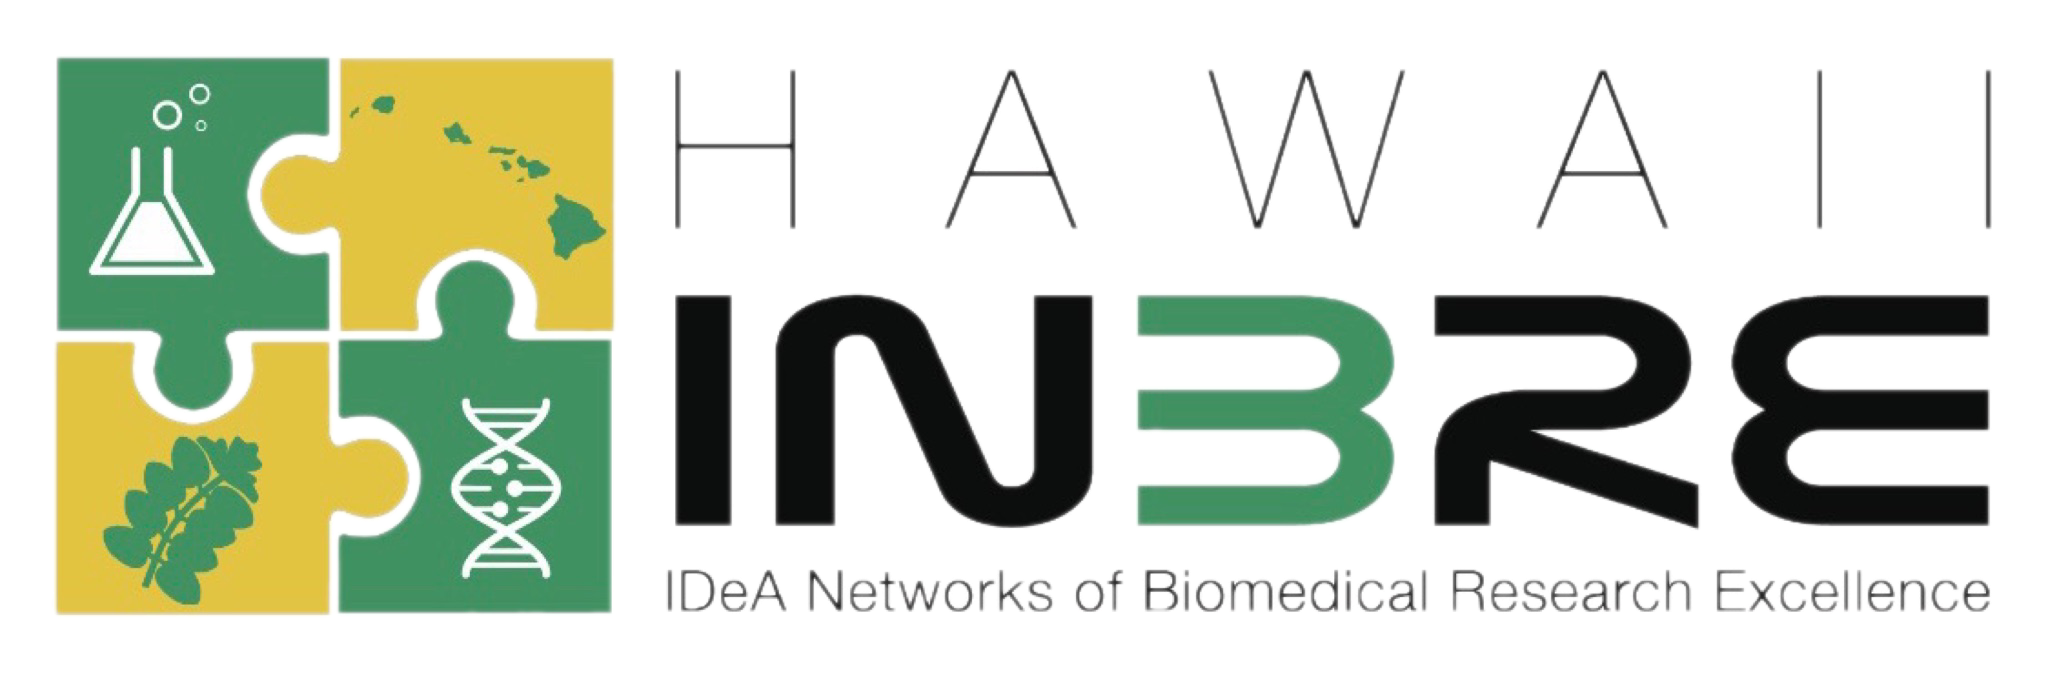 HAWAII
INBRE
IDeA Networks of Biomedical Research Excellence